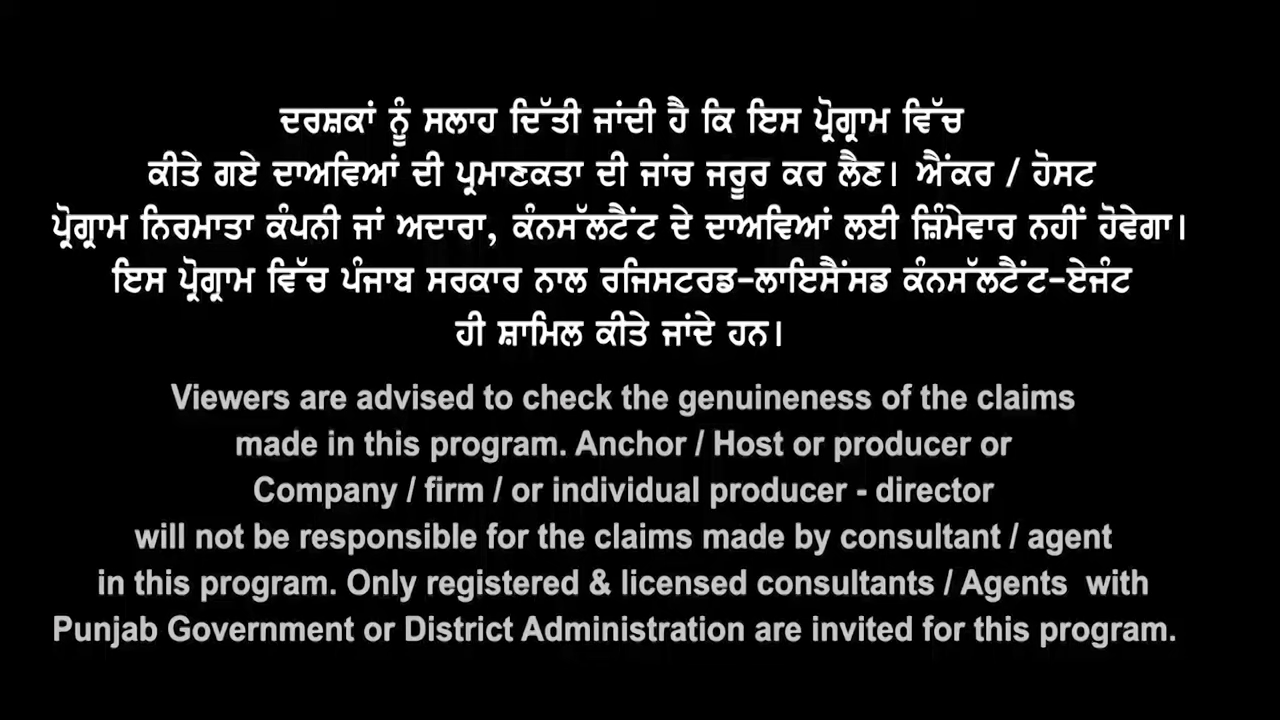 ਦਰਸ਼ਕਾਂ ਨੂੰ ਸਲਾਹ ਦਿੱਤੀ ਜਾਂਦੀ ਹੈ ਕਿ ਇਸ ਪ੍ਰੋਗ੍ਰਾਮ ਵਿੱਚ
ਕੀਤੇ ਗਏ ਦਾਅਵਿਆਂ ਦੀ ਪ੍ਰਮਾਣਕਤਾ ਦੀ ਜਾਂਚ ਜਰੂਰ ਕਰ ਲੈਣ। ਐਂਕਰ / ਹੋਸਟ
ਪ੍ਰੋਗ੍ਰਾਮ ਨਿਰਮਾਤਾ ਕੰਪਨੀ ਜਾਂ ਅਦਾਰਾ, ਕੰਨਸੱਲਟੈਂਟ ਦੇ ਦਾਅਵਿਆਂ ਲਈ ਜ਼ਿੰਮੇਵਾਰ ਨਹੀਂ ਹੋਵੇਗਾ।
ਇਸ ਪ੍ਰੋਗ੍ਰਾਮ ਵਿੱਚ ਪੰਜਾਬ ਸਰਕਾਰ ਨਾਲ ਰਜਿਸਟਰਡ-ਲਾਇਸੈਂਸਡ ਕੰਨਸੱਲਟੈਂਟ-ਏਜੰਟ
ਹੀ ਸ਼ਾਮਿਲ ਕੀਤੇ ਜਾਂਦੇ ਹਨ।
Viewers are advised to check the genuineness of the claims
made in this program. Anchor / Host or producer or
Company / firm / or individual producer - director
will not be responsible for the claims made by consultant / agent
in this program. Only registered & licensed consultants / Agents with
Punjab Government or District Administration are invited for this program.